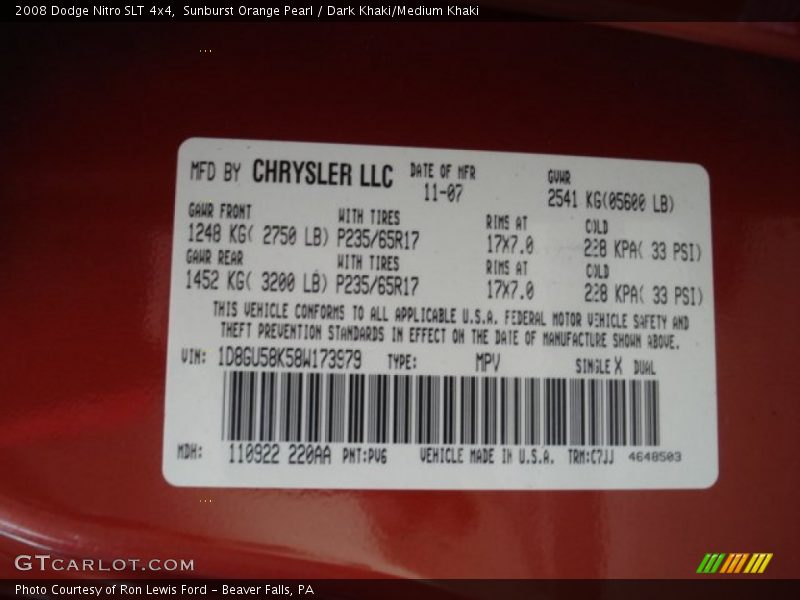 2008 Dodge Nitro SLT 4x4,  Sunburst Orange Pearl / Dark Khaki/Medium Khaki
MFD BY CHRYSLER LLC DATE OF MFR GVWR
11-07 2541 KG(05600 LB)
GAWR FRONT WITH TIRES RIMS AT COLD
1248 KG( 2750 LB) P235/65R17 17X7.0 228 KPA( 33 PSI)
GAWR REAR WITH TIRES RIMS AT COLD
1452 KG( 3200 LB) P235/65R17 17X7.0 228 KPA( 33 PSI)
THIS VEHICLE CONFORMS TO ALL APPLICABLE U.S.A. FEDERAL MOTOR VEHICLE SAFETY AND
THEFT PREVENTION STANDARDS IN EFFECT ON THE DATE OF MANUFACTURE SHOWN ABOVE.
VIN: 1D8GU58K58W173979 TYPE: MPV SINGLE X DUAL
MDH: 110922 220AA PNT:PV6 VEHICLE MADE IN U.S.A. TRM:C7JJ 4648503
GTCARLOT.COM
Photo Courtesy of Ron Lewis Ford - Beaver Falls, PA